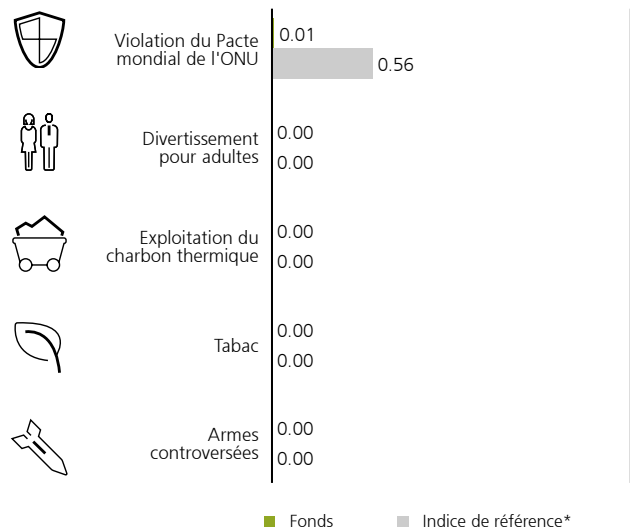 Violation du Pacte
mondial de l'ONU
0.01
0.56
Divertissement
pour adultes
0.00
0.00
Exploitation du
charbon thermique
0.00
0.00
Tabac
0.00
0.00
Armes
controversées
0.00
0.00
Fonds
Indice de référence*